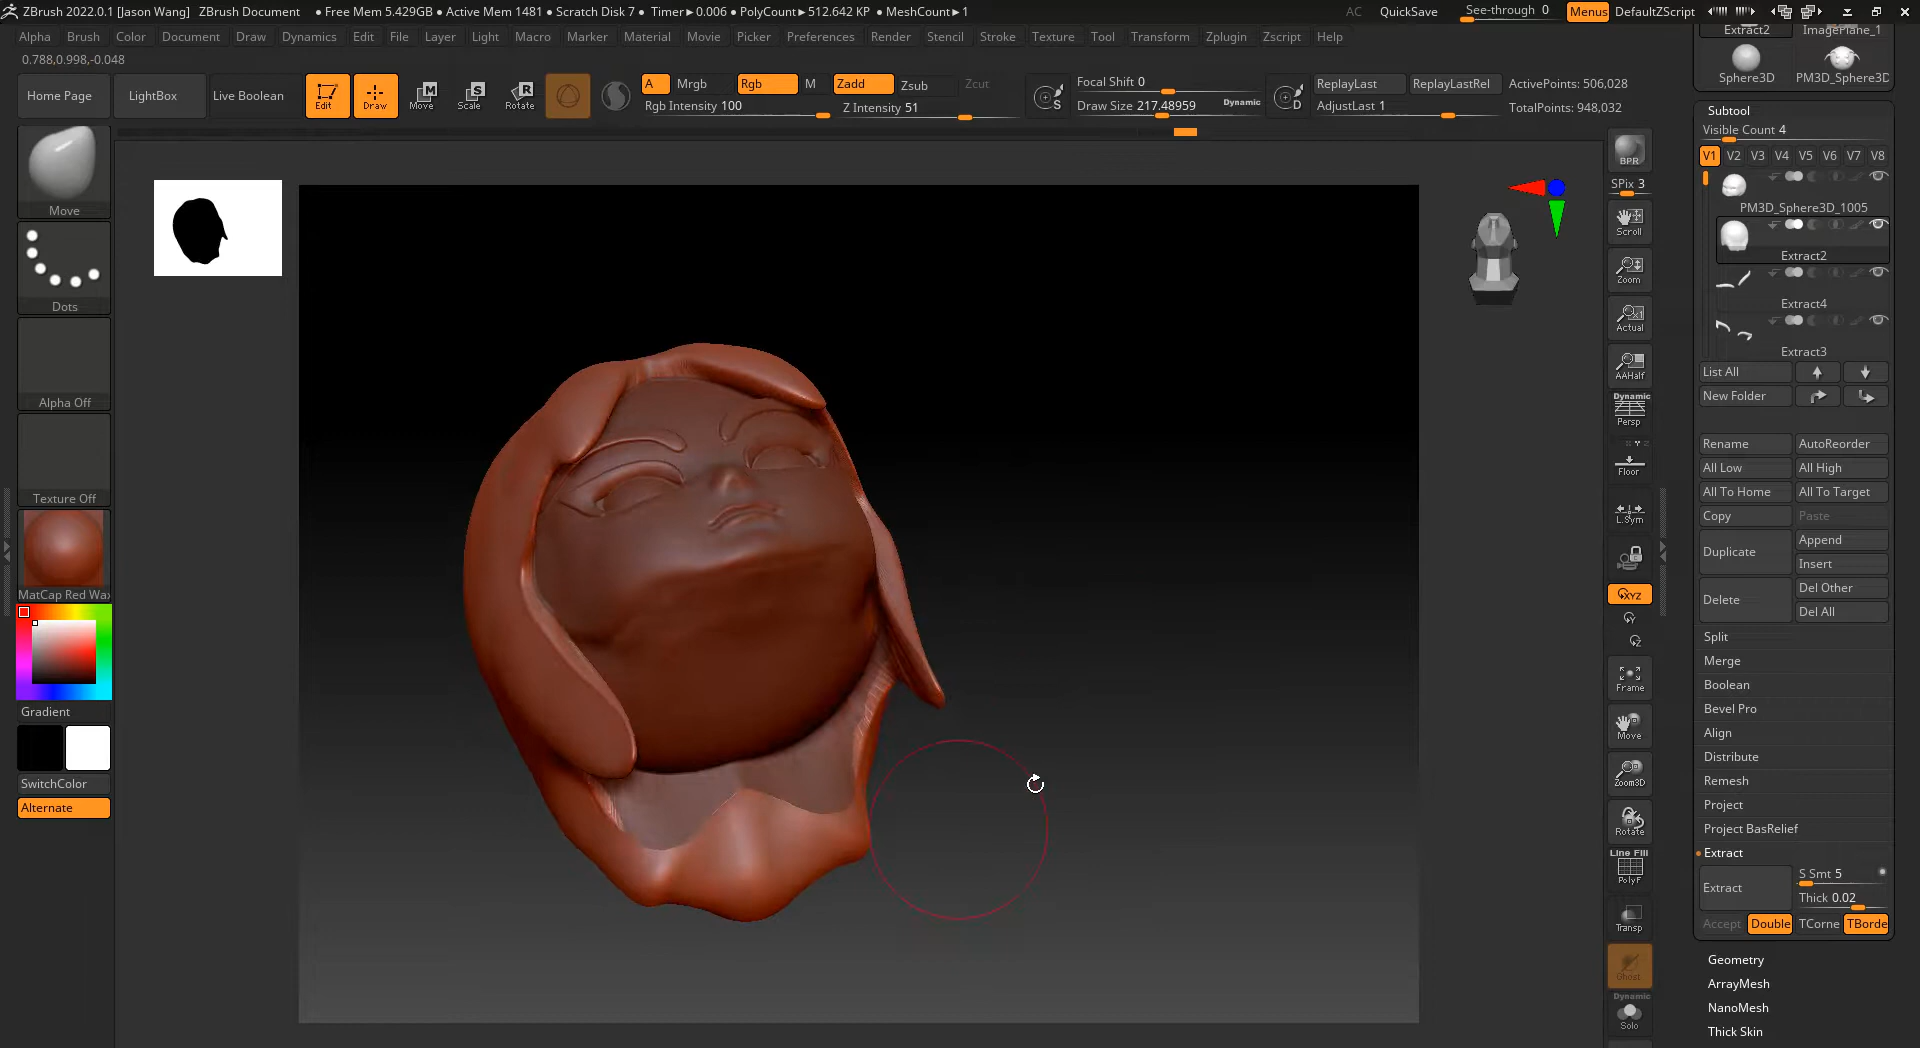 ZBrush 2022.0.1 [Jason Wang] ZBrush Document • Free Mem 5.429GB • Active Mem 1481 • Scratch Disk 7 • Timer►0.006 • PolyCount►512.642 KP • MeshCount►1 AC QuickSave See-through 0 Menus DefaultZScript
Alpha Brush Color Document Draw Dynamics Edit File Layer Light Macro Marker Material Movie Picker Preferences Render Stencil Stroke Texture Tool Transform Zplugin Zscript Help
0.788,0.998,-0.048
Home Page LightBox Live Boolean Edit Draw Move Scale Rotate
A Mrgb Rgb M Zadd Zsub Zcut
Rgb Intensity 100 Z Intensity 51
Focal Shift 0
Draw Size 217.48959 Dynamic
S D
ReplayLast ReplayLastRel ActivePoints: 506,028
AdjustLast 1 TotalPoints: 948,032
Move
Dots
Alpha Off
Texture Off
MatCap Red Wax
Gradient
SwitchColor
Alternate
BPR
SPix 3
Scroll
Zoom
Actual
AAHalf
Dynamic
Persp
Floor
L.Sym
XYZ
Y
Z
Frame
Move
Zoom3D
Rotate
Line Fill
PolyF
Transp
Ghost
Dynamic
Solo
Extract2 ImagePlane_1
Sphere3D PM3D_Sphere3D
Subtool
Visible Count 4
V1 V2 V3 V4 V5 V6 V7 V8
PM3D_Sphere3D_1005
Extract2
Extract4
Extract3
List All
New Folder
Rename AutoReorder
All Low All High
All To Home All To Target
Copy Paste
Duplicate Append
Insert
Delete Del Other
Del All
Split
Merge
Boolean
Bevel Pro
Align
Distribute
Remesh
Project
Project BasRelief
Extract
Extract S Smt 5
Thick 0.02
Accept Double TCorne TBorde
Geometry
ArrayMesh
NanoMesh
Thick Skin